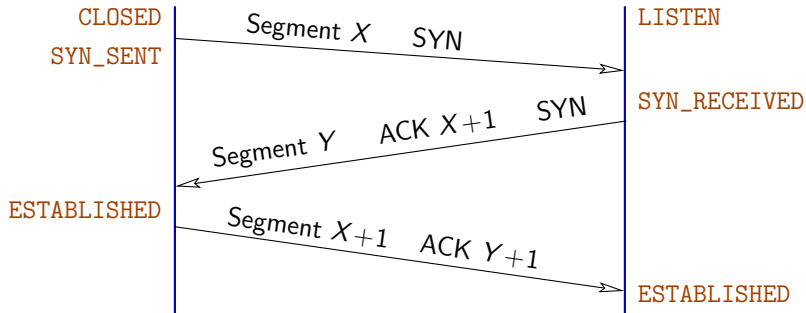 CLOSED
LISTEN
Segment X SYN
SYN_SENT
SYN_RECEIVED
Segment Y ACK X+1 SYN
ESTABLISHED
Segment X+1 ACK Y+1
ESTABLISHED